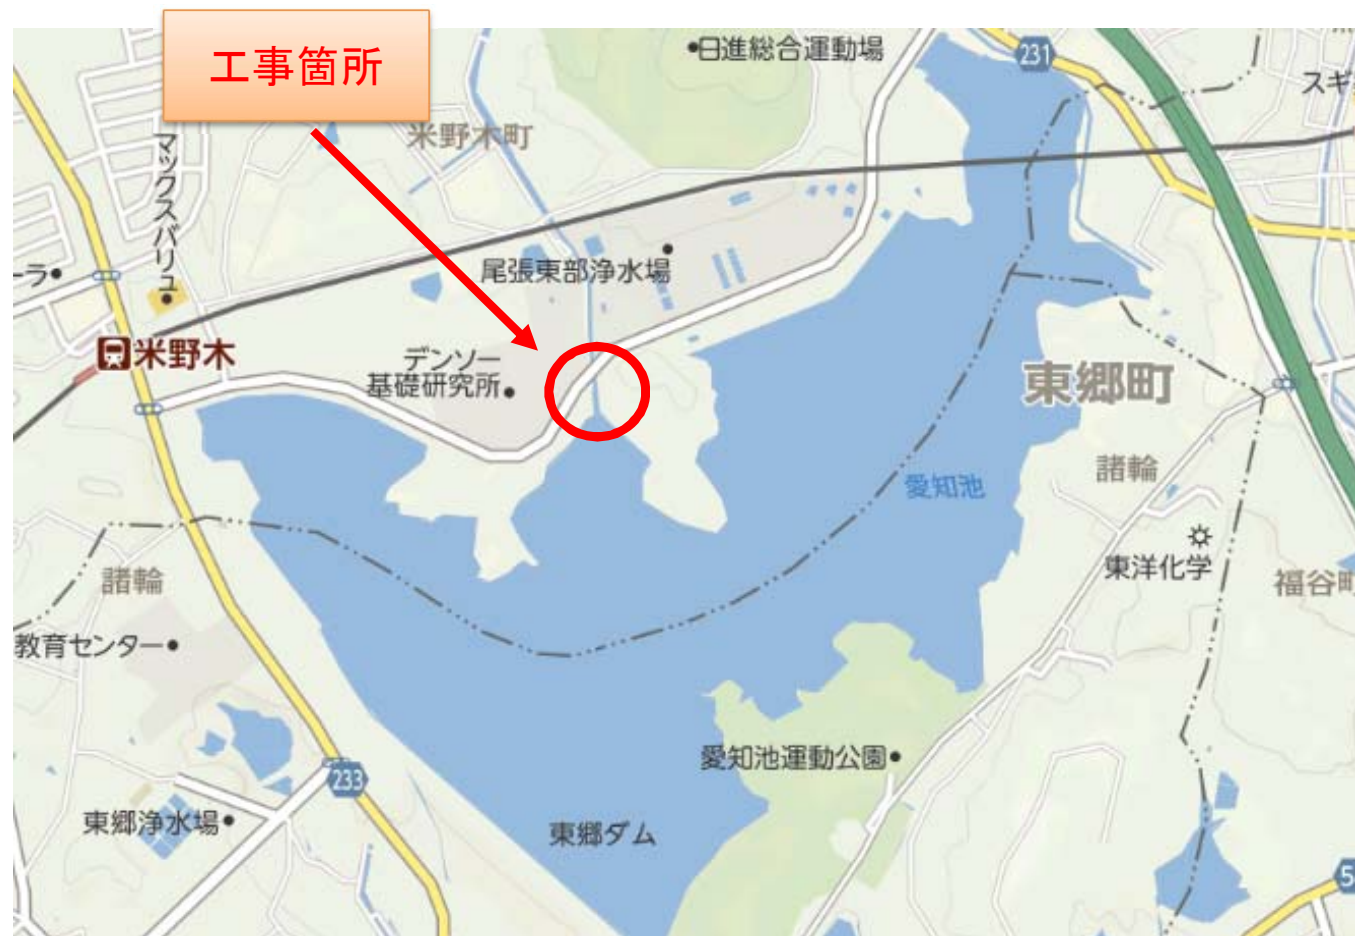 工事箇所
日進総合運動場
231
スギ
米野木町
マックスバリュ
尾張東部浄水場
ーラ
米野木
デンソー
基礎研究所
東郷町
愛知池
諸輪
東洋化学
諸輪
福谷町
教育センター
愛知池運動公園
233
東郷浄水場
東郷ダム
5